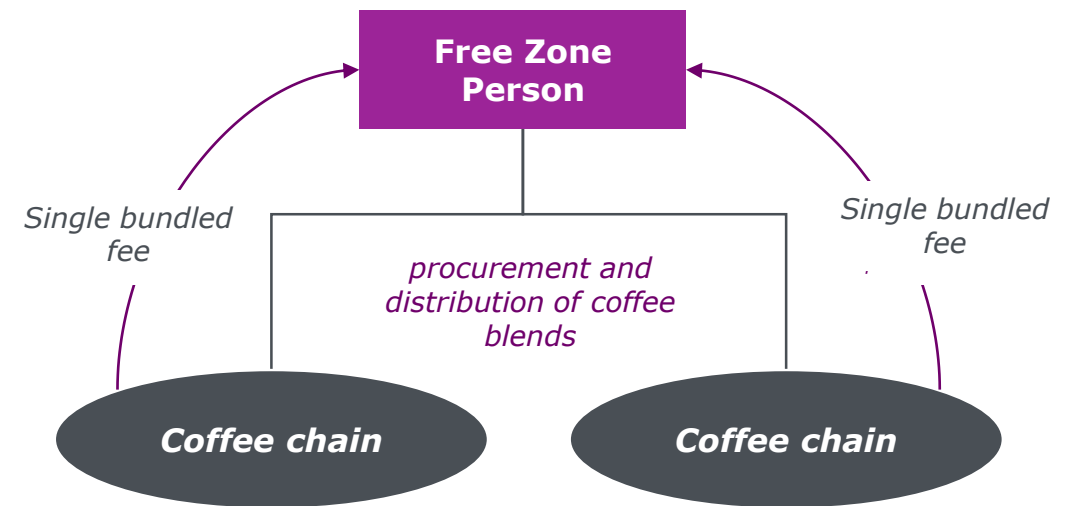 Free Zone
Person
Single bundled
fee
Single bundled
fee
procurement and
distribution of coffee
blends
Coffee chain
Coffee chain